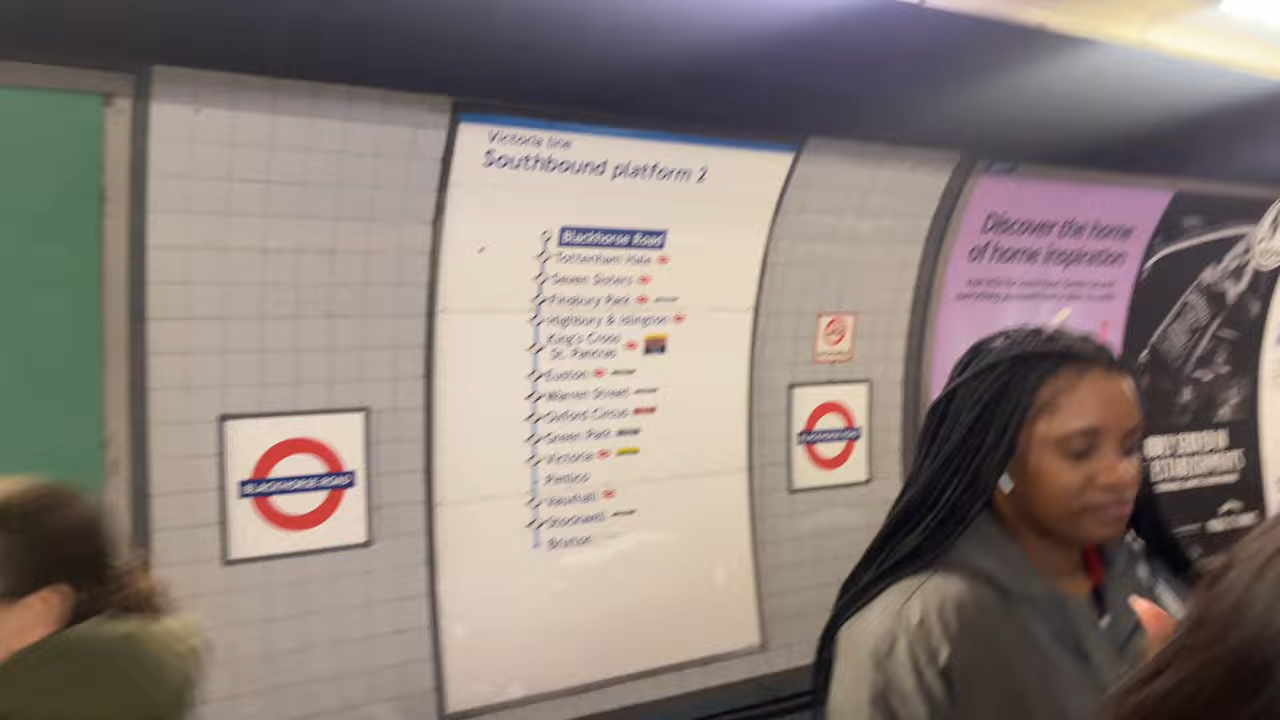 Victoria line
Southbound platform 2
Blackhorse Road
Tottenham Hale
Seven Sisters
Finsbury Park
Highbury & Islington
King's Cross
St. Pancras
Euston
Warren Street
Oxford Circus
Green Park
Victoria
Pimlico
Vauxhall
Stockwell
Brixton
BLACKHORSE ROAD
BLACKHORSE ROAD
Discover the home
of home inspiration